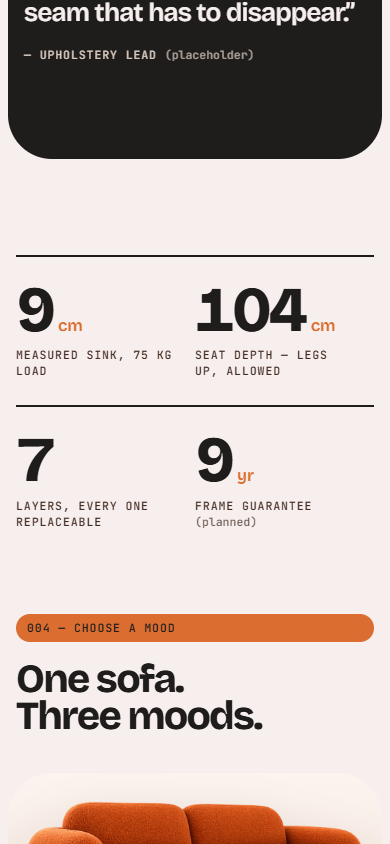 seam that has to disappear.”
— UPHOLSTERY LEAD (placeholder)
9 cm
MEASURED SINK, 75 KG
LOAD
104 cm
SEAT DEPTH — LEGS
UP, ALLOWED
7
LAYERS, EVERY ONE
REPLACEABLE
9 yr
FRAME GUARANTEE
(planned)
004 — CHOOSE A MOOD
One sofa.
Three moods.